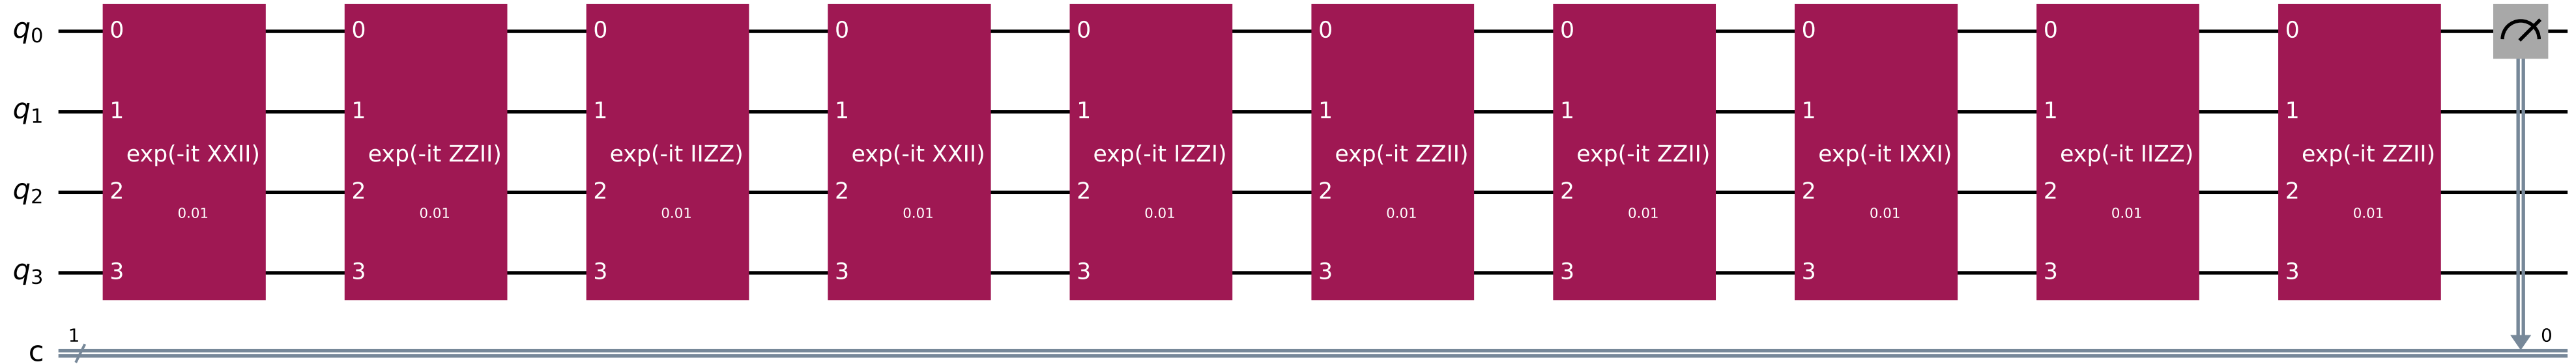 q0 0 0 0 0 0 0 0 0 0 0
q1 1 1 1 1 1 1 1 1 1 1
exp(-it XXII) exp(-it ZZII) exp(-it IIZZ) exp(-it XXII) exp(-it IZZI) exp(-it ZZII) exp(-it ZZII) exp(-it IXXI) exp(-it IIZZ) exp(-it ZZII)
q2 2 2 2 2 2 2 2 2 2 2
0.01 0.01 0.01 0.01 0.01 0.01 0.01 0.01 0.01 0.01
q3 3 3 3 3 3 3 3 3 3 3
1 0
c